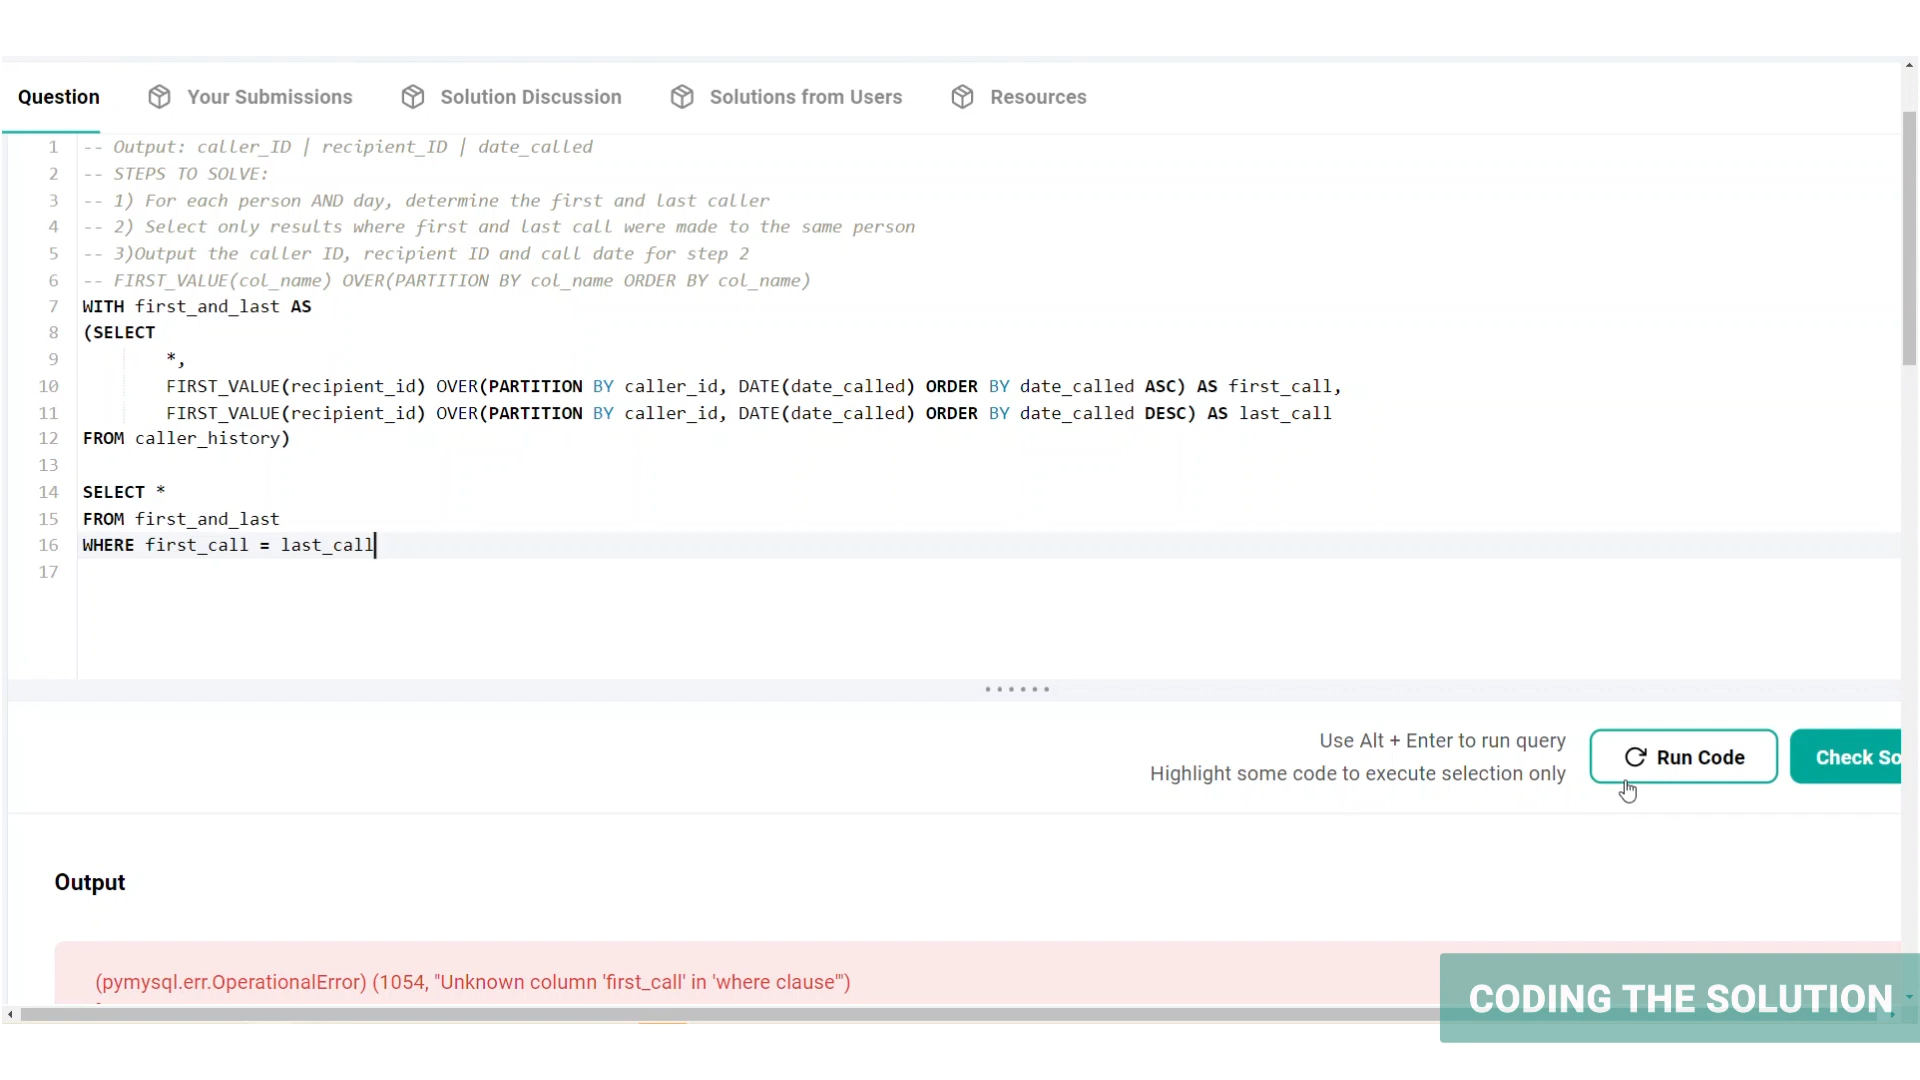 Question
Your Submissions
Solution Discussion
Solutions from Users
Resources
1 -- Output: caller_ID | recipient_ID | date_called
2 -- STEPS TO SOLVE:
3 -- 1) For each person AND day, determine the first and last caller
4 -- 2) Select only results where first and last call were made to the same person
5 -- 3)Output the caller ID, recipient ID and call date for step 2
6 -- FIRST_VALUE(col_name) OVER(PARTITION BY col_name ORDER BY col_name)
7 WITH first_and_last AS
8 (SELECT
9 *,
10 FIRST_VALUE(recipient_id) OVER(PARTITION BY caller_id, DATE(date_called) ORDER BY date_called ASC) AS first_call,
11 FIRST_VALUE(recipient_id) OVER(PARTITION BY caller_id, DATE(date_called) ORDER BY date_called DESC) AS last_call
12 FROM caller_history)
13
14 SELECT *
15 FROM first_and_last
16 WHERE first_call = last_call
17
Use Alt + Enter to run query
Highlight some code to execute selection only
Run Code
Check So
Output
(pymysql.err.OperationalError) (1054, "Unknown column 'first_call' in 'where clause'")
CODING THE SOLUTION